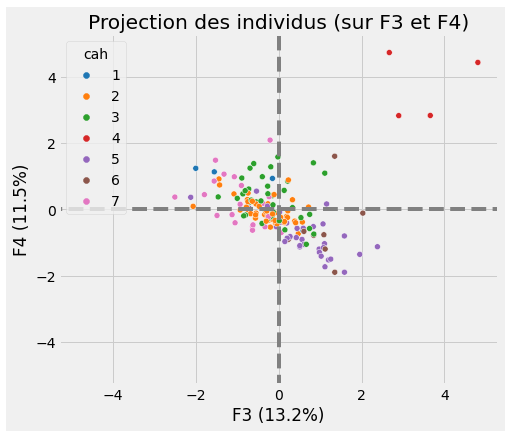 Projection des individus (sur F3 et F4)
cah
1
2
3
4
5
6
7
4
2
0
−2
−4
F4 (11.5%)
−4 −2 0 2 4
F3 (13.2%)